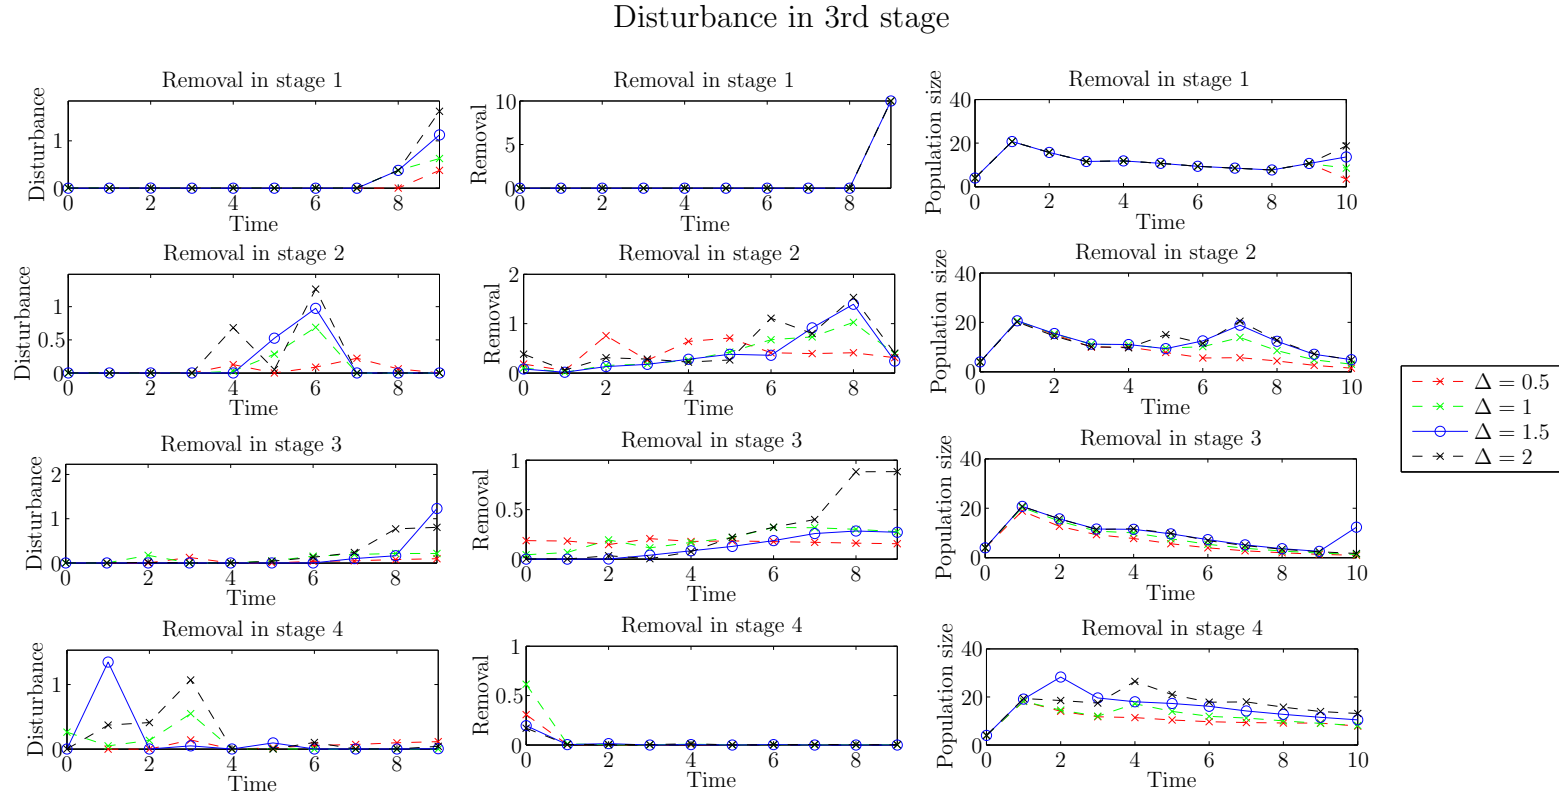 Disturbance in 3rd stage
Removal in stage 1
Disturbance
1
0
0 2 4 6 8
Time
Removal in stage 1
Removal
10
5
0
0 2 4 6 8
Time
Removal in stage 1
Population size
40
20
0
0 2 4 6 8 10
Time
Removal in stage 2
Disturbance
1
0.5
0
0 2 4 6 8
Time
Removal in stage 2
Removal
2
1
0
0 2 4 6 8
Time
Removal in stage 2
Population size
40
20
0
0 2 4 6 8 10
Time
Δ = 0.5
Δ = 1
Δ = 1.5
Δ = 2
Removal in stage 3
Disturbance
2
1
0
0 2 4 6 8
Time
Removal in stage 3
Removal
1
0.5
0
0 2 4 6 8
Time
Removal in stage 3
Population size
40
20
0
0 2 4 6 8 10
Time
Removal in stage 4
Disturbance
1
0
0 2 4 6 8
Time
Removal in stage 4
Removal
1
0.5
0
0 2 4 6 8
Time
Removal in stage 4
Population size
40
20
0
0 2 4 6 8 10
Time